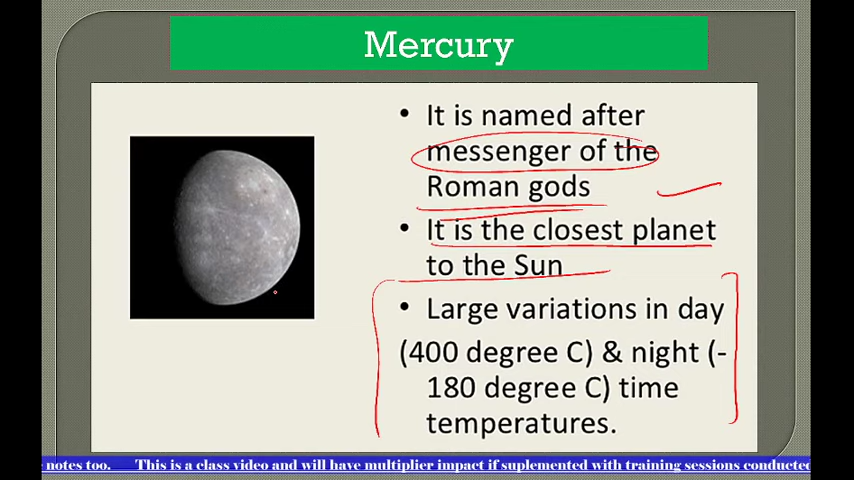 Mercury
• It is named after
messenger of the
Roman gods
• It is the closest planet
to the Sun
• Large variations in day
(400 degree C) & night (-
180 degree C) time
temperatures.
notes too. This is a class video and will have multiplier impact if suplemented with training sessions conducted